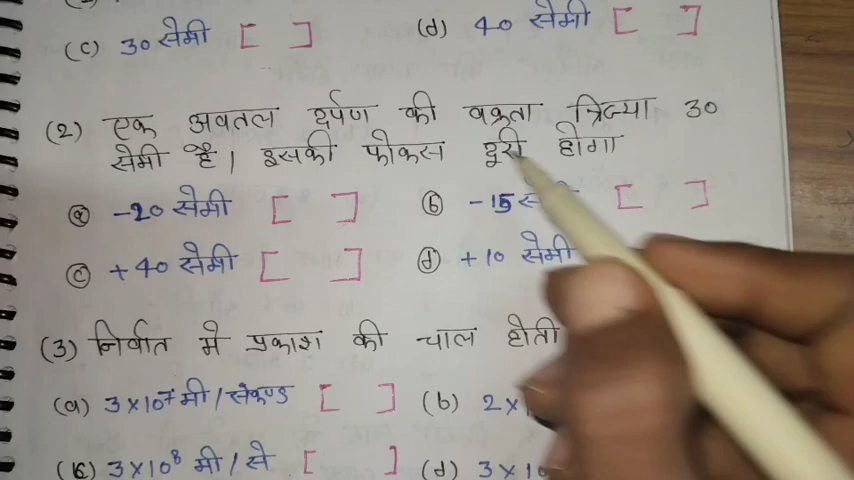 (c) 30 सेमी [ ] (d) 40 सेमी [ ]
(2) एक अवतल दर्पण की वक्रता त्रिज्या 30
सेमी है। इसकी फोकस दूरी होगा
(a) -20 सेमी [ ] (b) -15 [ ]
(c) +40 सेमी [ ] (d) +10 सेमी
(3) निर्वात मे प्रकाश की चाल होती
(a) 3×10⁷ मी/सेकण्ड [ ] (b) 2×
(c) 3×10⁸ मी/से [ ] (d) 3×10